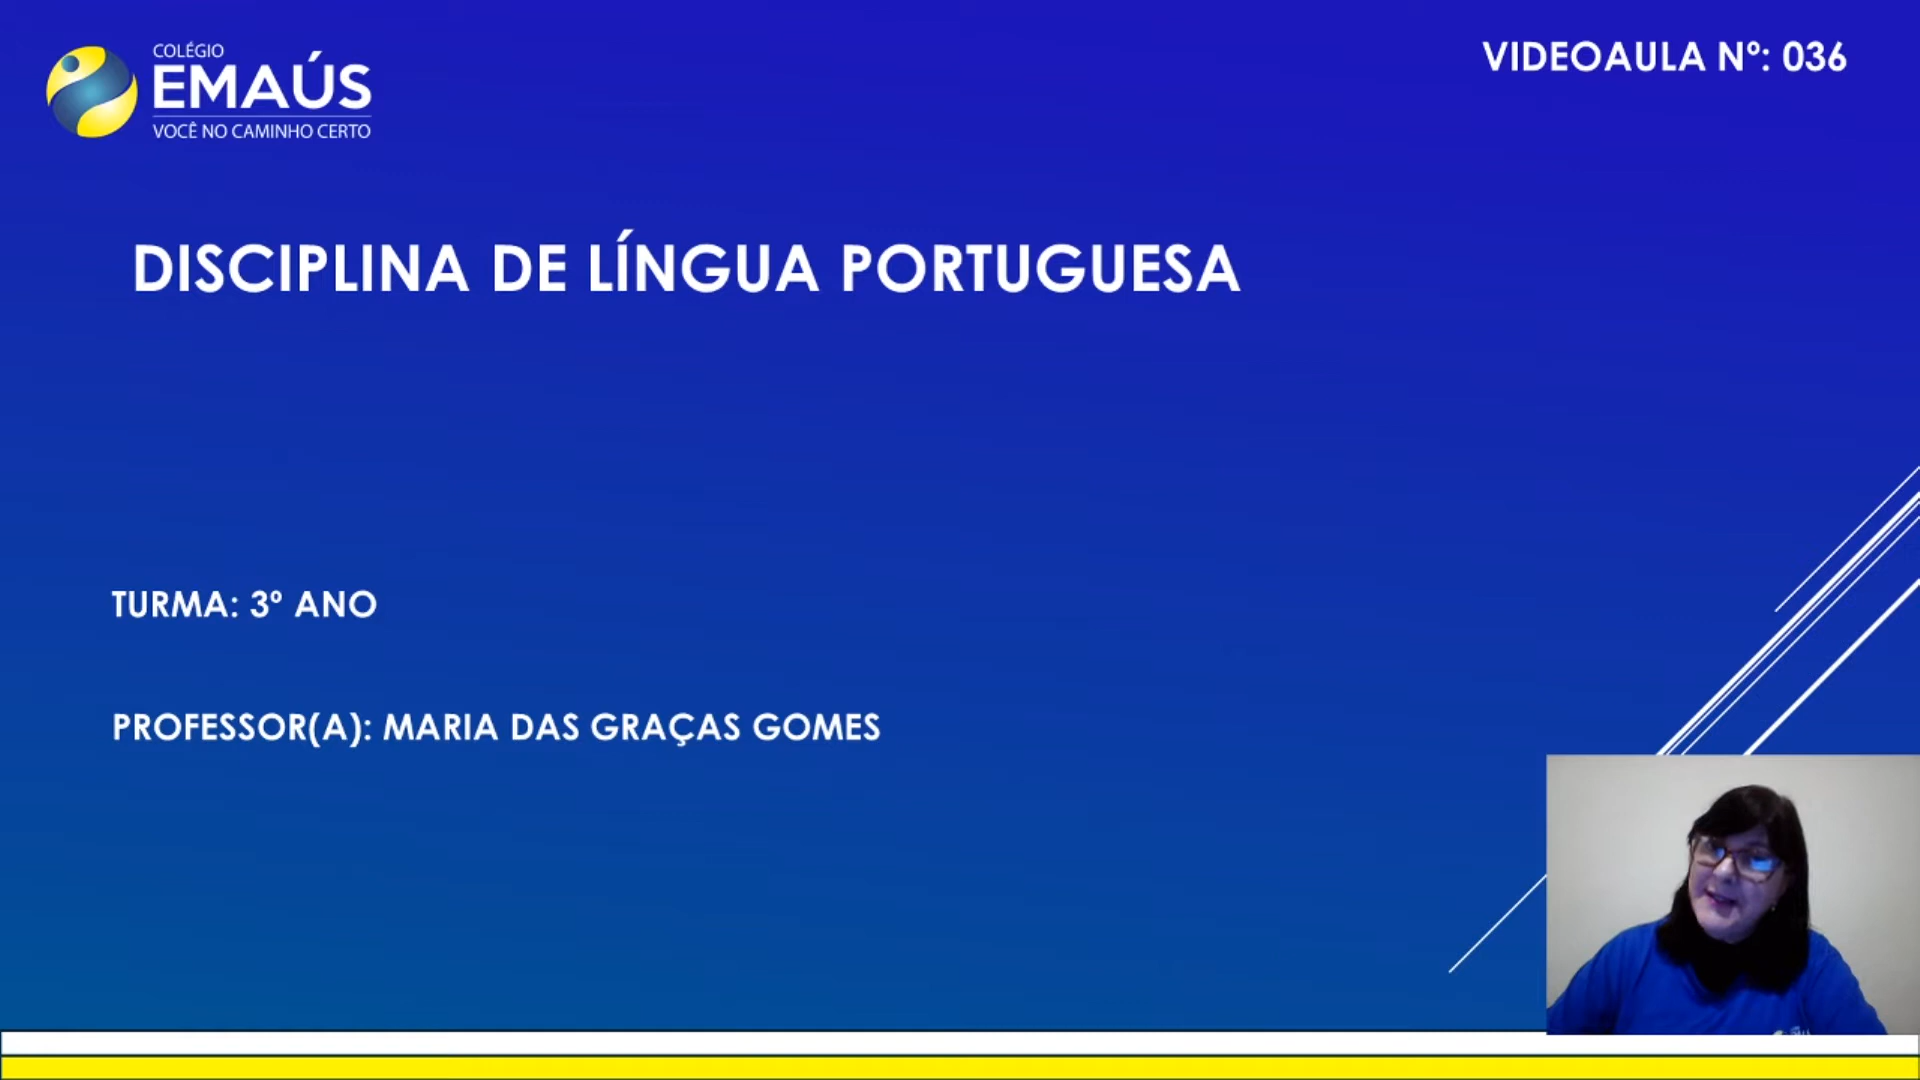 COLÉGIO
EMAÚS
VOCÊ NO CAMINHO CERTO
VIDEOAULA Nº: 036
DISCIPLINA DE LÍNGUA PORTUGUESA
TURMA: 3º ANO
PROFESSOR(A): MARIA DAS GRAÇAS GOMES